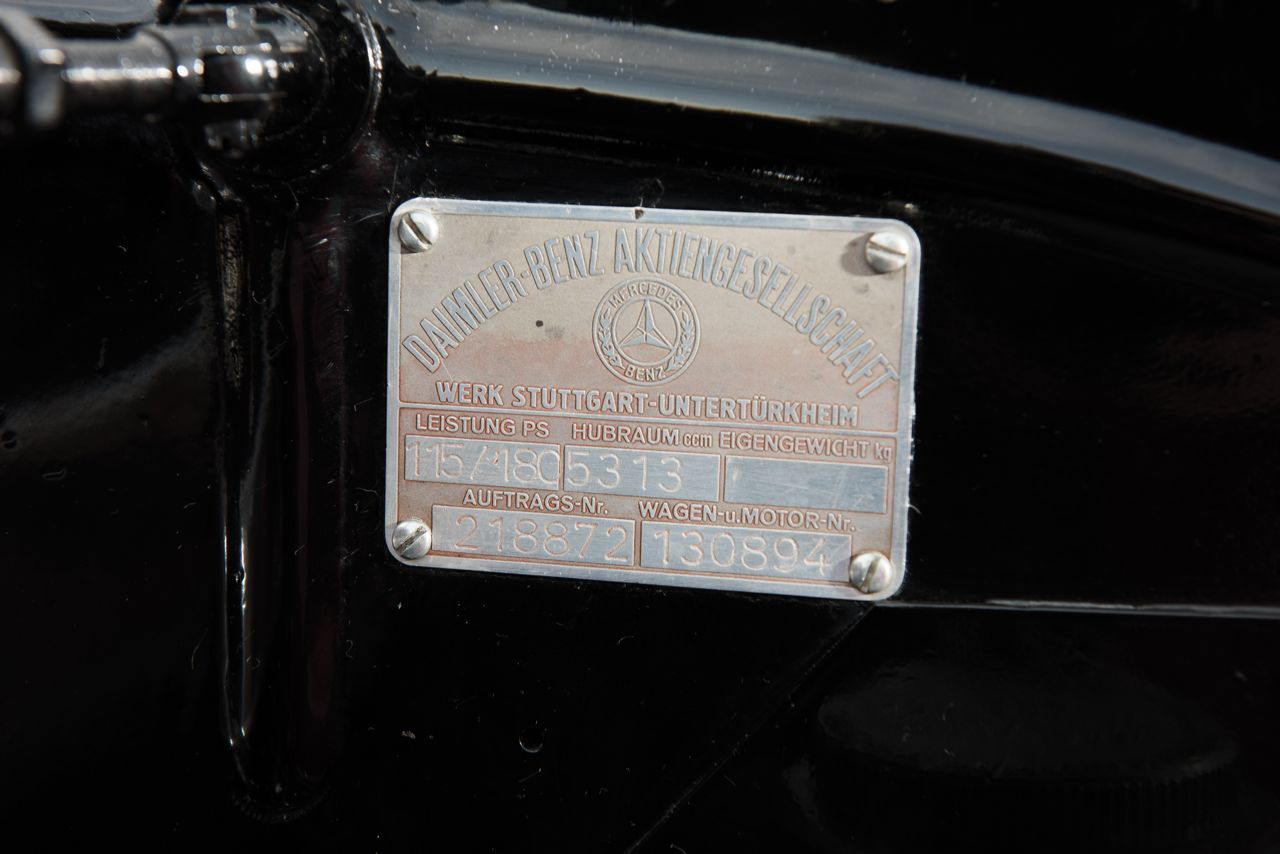 DAIMLER-BENZ AKTIENGESELLSCHAFT
MERCEDES
BENZ
WERK STUTTGART-UNTERTÜRKHEIM
LEISTUNG PS HUBRAUM ccm EIGENGEWICHT kg
115/180 5313
AUFTRAGS-Nr. WAGEN-u.MOTOR-Nr.
218872 130894